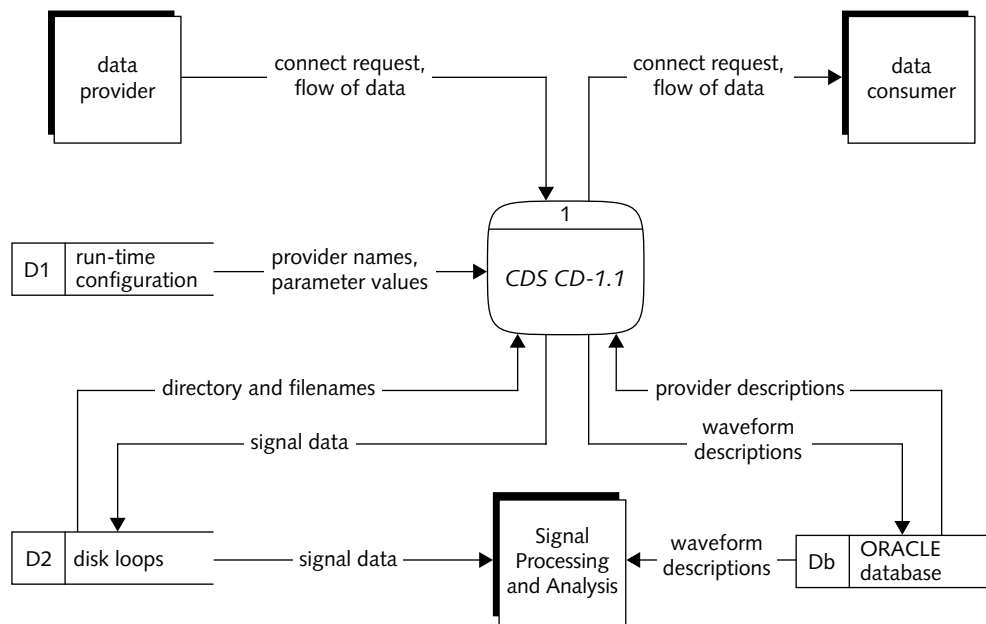 data
provider
connect request,
flow of data
connect request,
flow of data
data
consumer
1
CDS CD-1.1
D1
run-time
configuration
provider names,
parameter values
directory and filenames
provider descriptions
signal data
waveform
descriptions
D2
disk loops
signal data
Signal
Processing
and Analysis
waveform
descriptions
Db
ORACLE
database